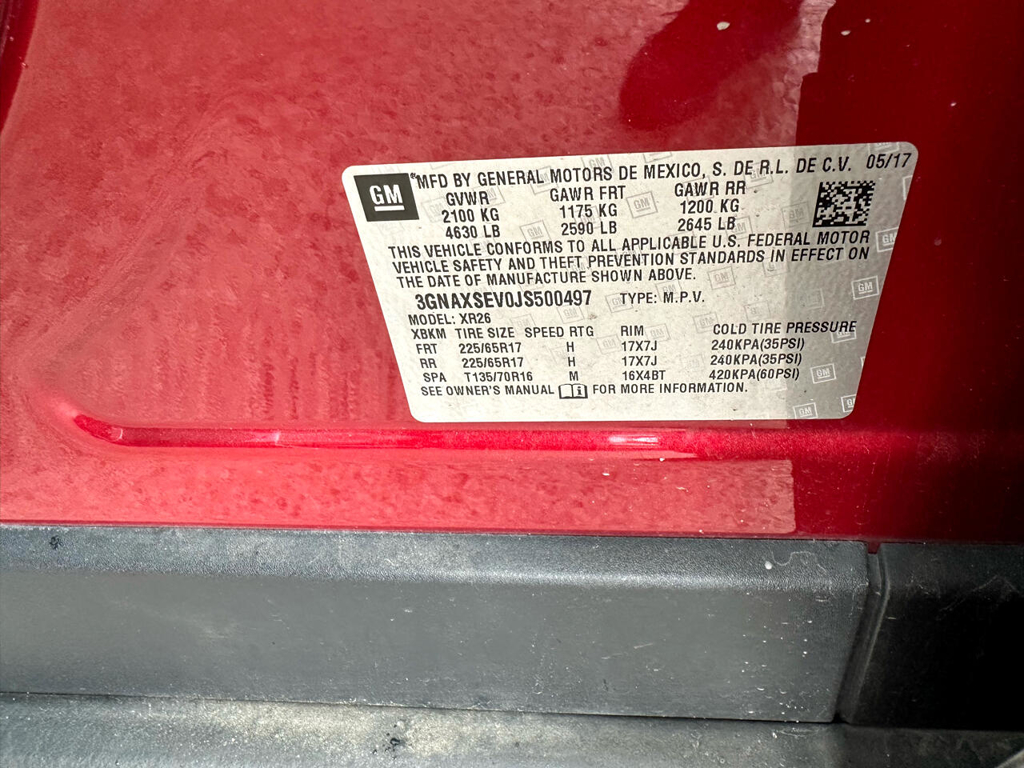 GM
MFD BY GENERAL MOTORS DE MEXICO, S. DE R.L. DE C.V. 05/17
GVWR GAWR FRT GAWR RR
2100 KG 1175 KG 1200 KG
4630 LB 2590 LB 2645 LB
THIS VEHICLE CONFORMS TO ALL APPLICABLE U.S. FEDERAL MOTOR
VEHICLE SAFETY AND THEFT PREVENTION STANDARDS IN EFFECT ON
THE DATE OF MANUFACTURE SHOWN ABOVE.
3GNAXSEV0JS500497 TYPE: M.P.V.
MODEL: XR26
XBKM TIRE SIZE SPEED RTG RIM COLD TIRE PRESSURE
FRT 225/65R17 H 17X7J 240KPA(35PSI)
RR 225/65R17 H 17X7J 240KPA(35PSI)
SPA T135/70R16 M 16X4BT 420KPA(60PSI)
SEE OWNER'S MANUAL FOR MORE INFORMATION.